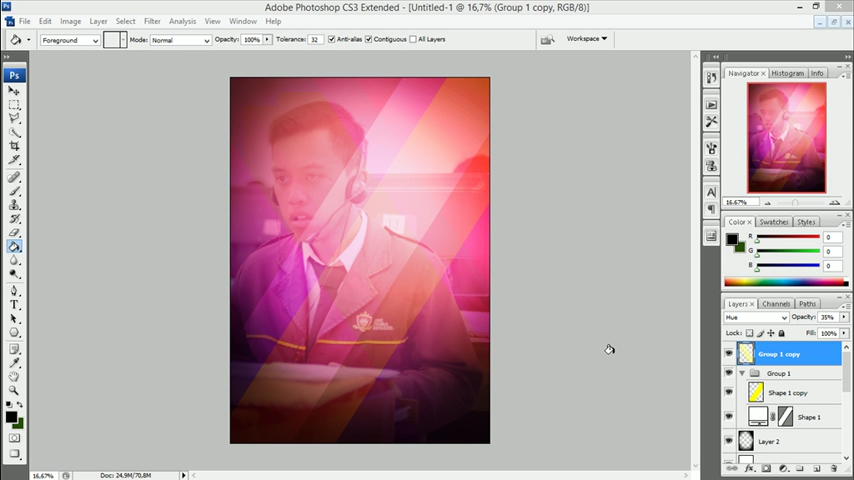 Adobe Photoshop CS3 Extended - [Untitled-1 @ 16,7% (Group 1 copy, RGB/8)]
File Edit Image Layer Select Filter Analysis View Window Help
Foreground Mode: Normal Opacity: 100% Tolerance: 32 Anti-alias Contiguous All Layers Workspace
Ps
Navigator Histogram Info
16.67%
Color Swatches Styles
R 0
G 0
B 0
Layers Channels Paths
Hue Opacity: 35%
Lock: Fill: 100%
Group 1 copy
Group 1
Shape 1 copy
Shape 1
Layer 2
16,67% Doc: 24,9M/70,8M